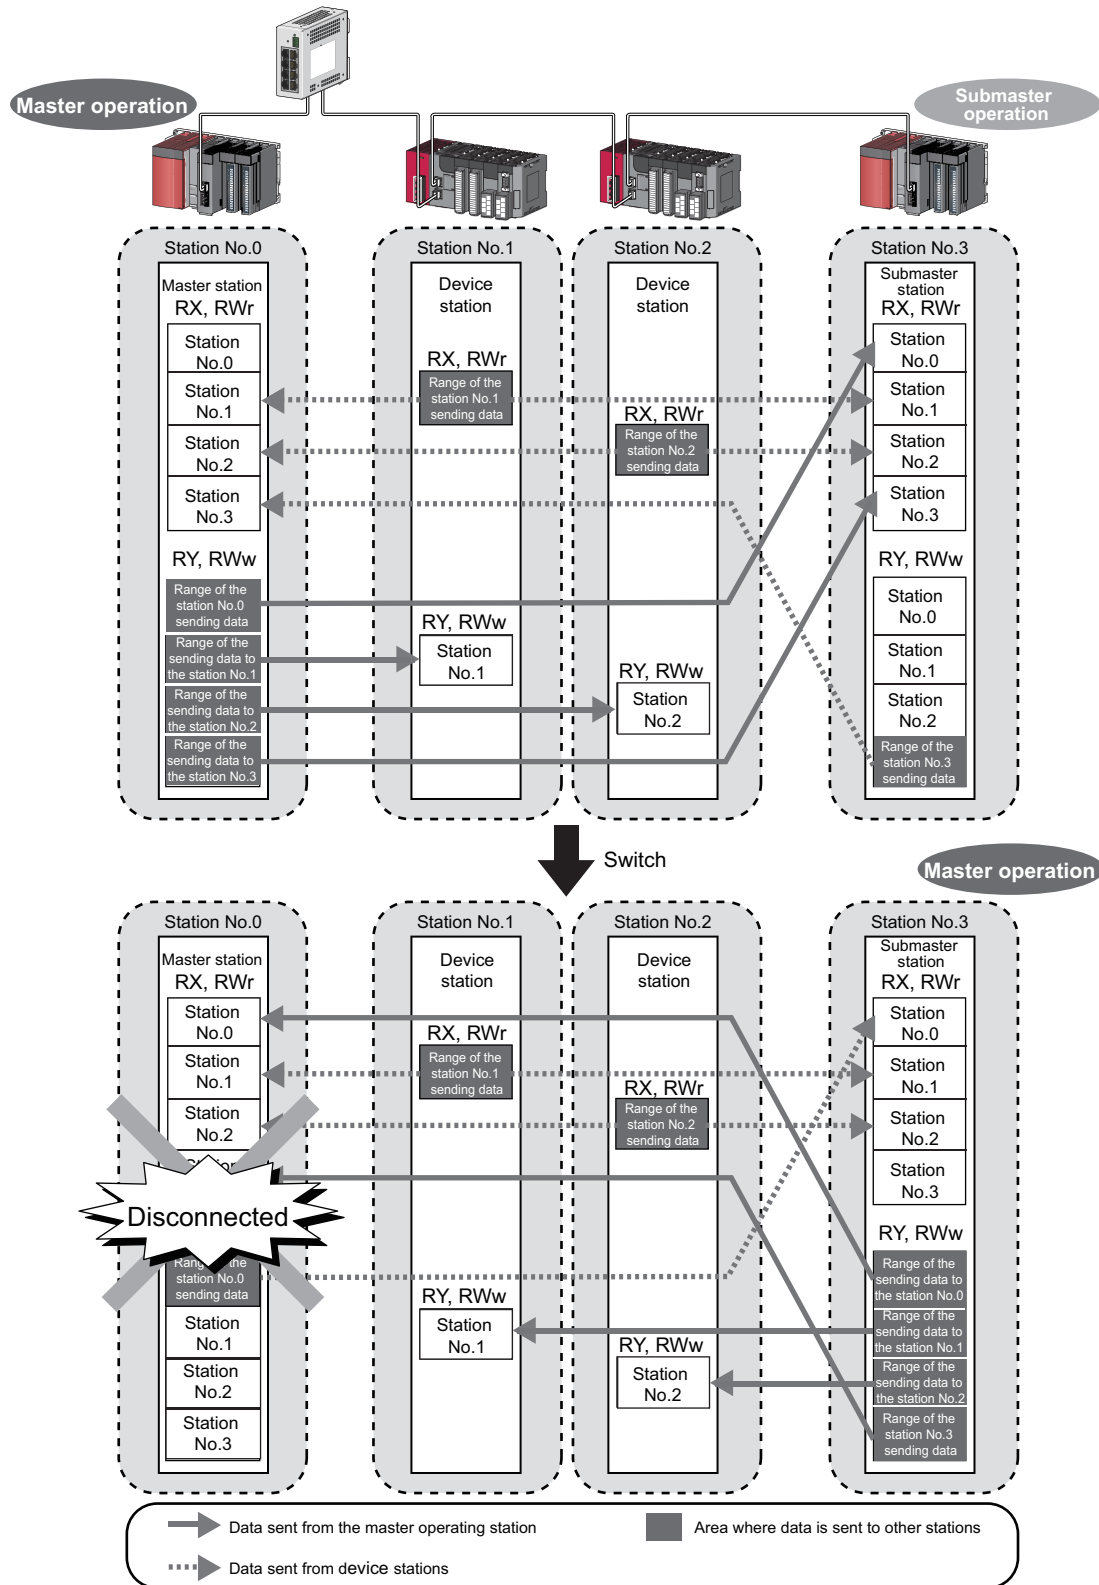 Master operation
Submaster
operation
Station No.0
Master station
RX, RWr
Station
No.0
Station
No.1
Station
No.2
Station
No.3
RY, RWw
Range of the
station No.0
sending data
Range of the
sending data to
the station No.1
Range of the
sending data to
the station No.2
Range of the
sending data to
the station No.3
Station No.1
Device
station
RX, RWr
Range of the
station No.1
sending data
RY, RWw
Station
No.1
Station No.2
Device
station
RX, RWr
Range of the
station No.2
sending data
RY, RWw
Station
No.2
Station No.3
Submaster
station
RX, RWr
Station
No.0
Station
No.1
Station
No.2
Station
No.3
RY, RWw
Station
No.0
Station
No.1
Station
No.2
Range of the
station No.3
sending data
Switch
Master operation
Station No.0
Master station
RX, RWr
Station
No.0
Station
No.1
Station
No.2
Disconnected
station No.0
sending data
Station
No.1
Station
No.2
Station
No.3
Station No.1
Device
station
RX, RWr
Range of the
station No.1
sending data
RY, RWw
Station
No.1
Station No.2
Device
station
RX, RWr
Range of the
station No.2
sending data
RY, RWw
Station
No.2
Station No.3
Submaster
station
RX, RWr
Station
No.0
Station
No.1
Station
No.2
Station
No.3
RY, RWw
Range of the
sending data to
the station No.0
Range of the
sending data to
the station No.1
Range of the
sending data to
the station No.2
Range of the
station No.3
sending data
Data sent from the master operating station
Area where data is sent to other stations
Data sent from device stations